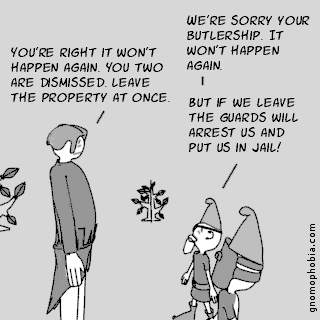 WE'RE SORRY YOUR
BUTLERSHIP. IT
WON'T HAPPEN
AGAIN.
YOU'RE RIGHT IT WON'T
HAPPEN AGAIN. YOU TWO
ARE DISMISSED. LEAVE
THE PROPERTY AT ONCE.
BUT IF WE LEAVE
THE GUARDS WILL
ARREST US AND
PUT US IN JAIL!
gnomophobia.com